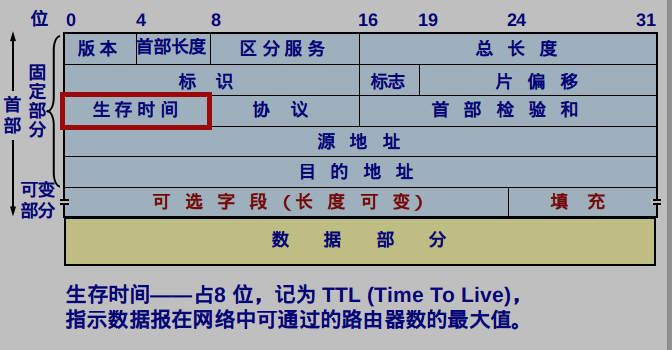 位 0 4 8 16 19 24 31
版本 首部长度 区分服务 总长度
标识 标志 片偏移
生存时间 协议 首部检验和
源地址
目的地址
可选字段(长度可变) 填充
数据部分
首部
固定部分
可变部分
生存时间——占8 位，记为 TTL (Time To Live)，
指示数据报在网络中可通过的路由器数的最大值。